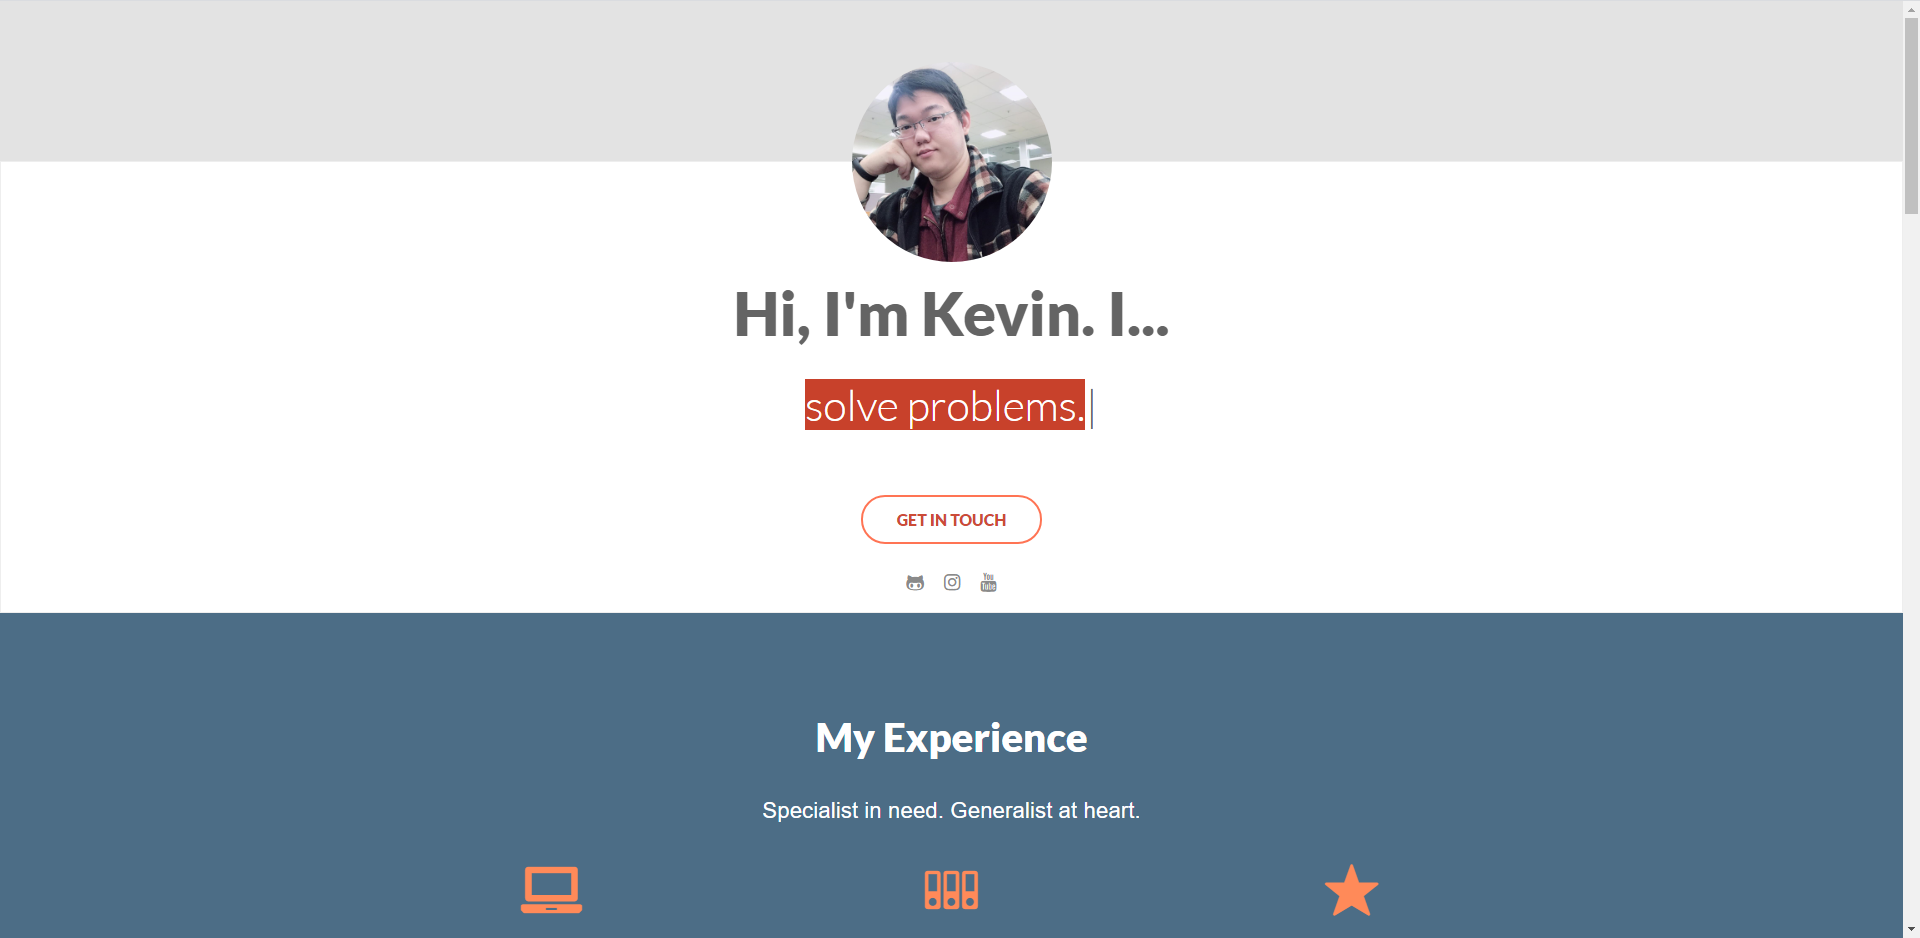 Hi, I'm Kevin. I...
solve problems.
GET IN TOUCH
You
Tube
My Experience
Specialist in need. Generalist at heart.